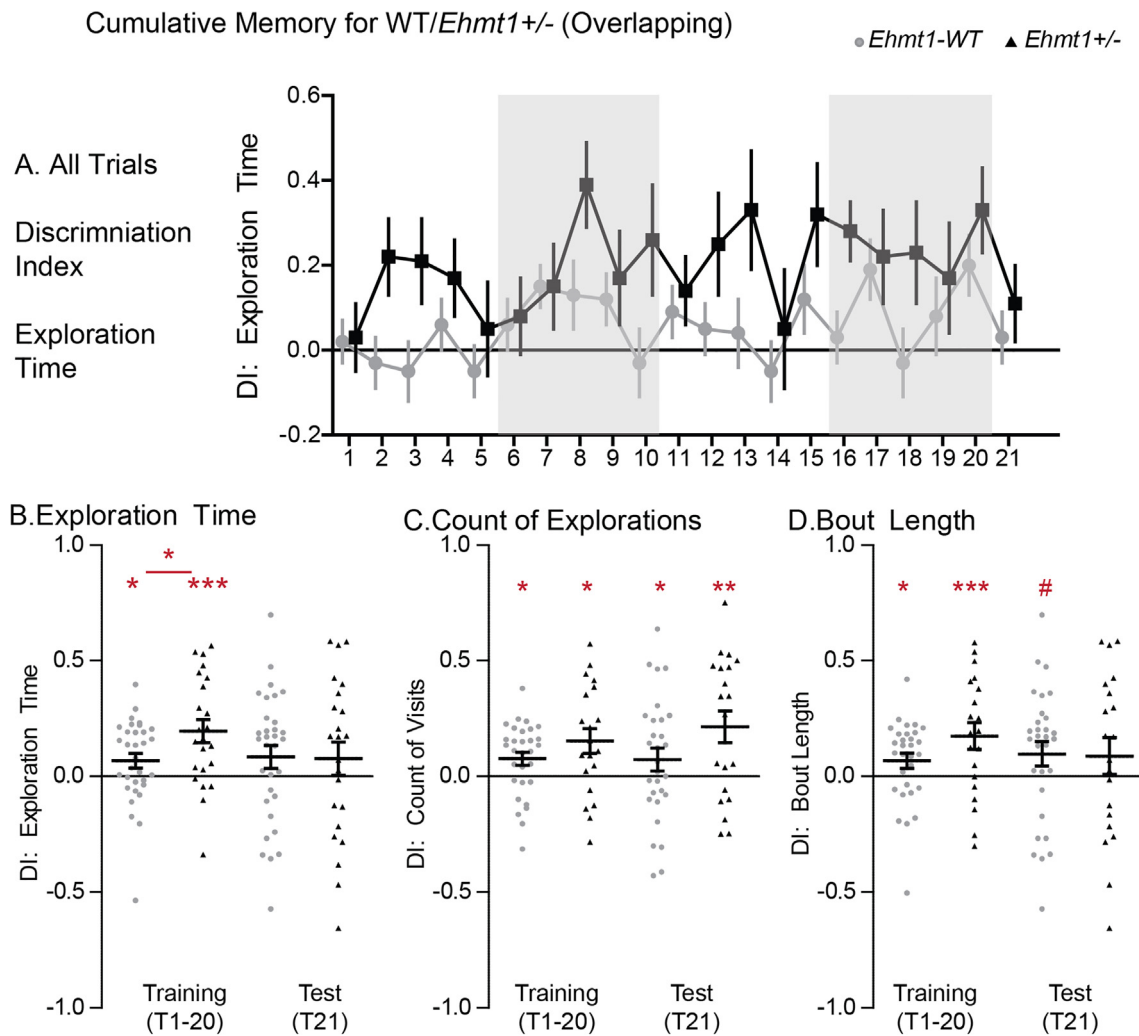 Cumulative Memory for WT/Ehmt1+/- (Overlapping)
Ehmt1-WT Ehmt1+/-
A. All Trials
Discrimniation
Index
Exploration
Time
DI: Exploration Time
0.6
0.4
0.2
0.0
-0.2
1 2 3 4 5 6 7 8 9 10 11 12 13 14 15 16 17 18 19 20 21
B.Exploration Time
DI: Exploration Time
1.0
0.5
0.0
-0.5
-1.0
* * ***
Training Test
(T1-20) (T21)
C.Count of Explorations
DI: Count of Visits
1.0
0.5
0.0
-0.5
-1.0
* * * **
Training Test
(T1-20) (T21)
D.Bout Length
DI: Bout Length
1.0
0.5
0.0
-0.5
-1.0
* *** #
Training Test
(T1-20) (T21)